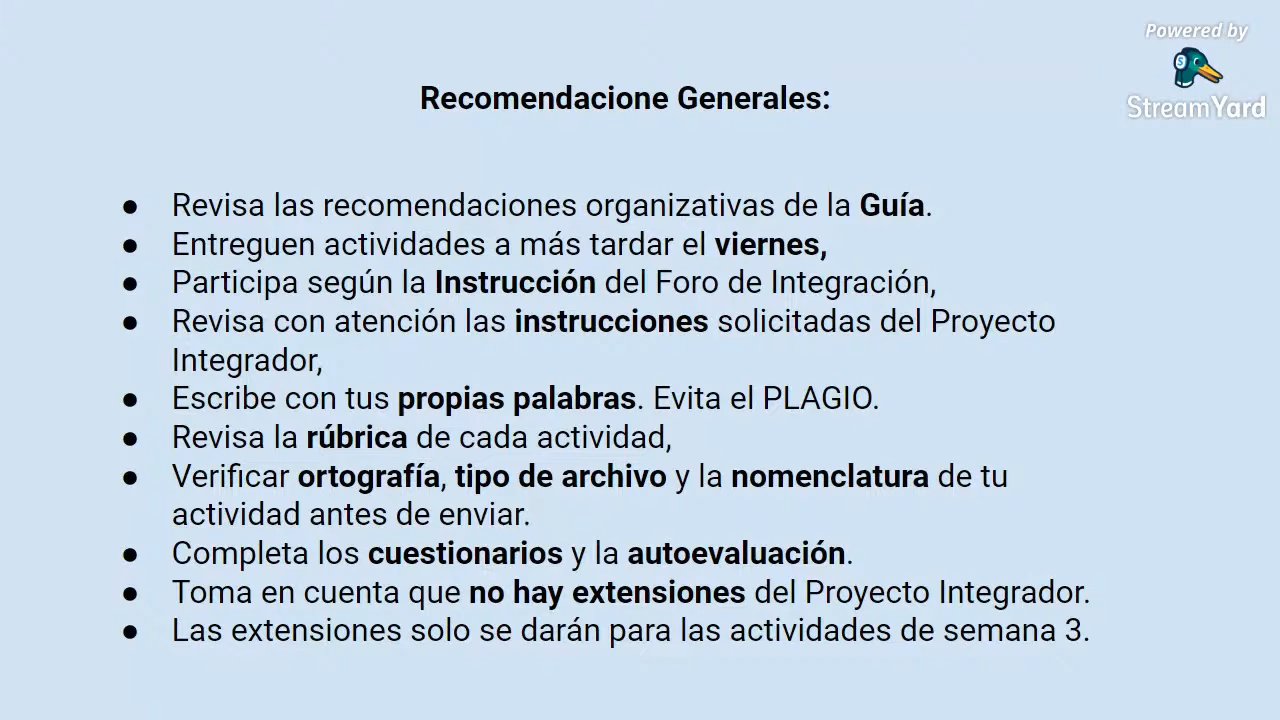 Powered by
StreamYard
Recomendacione Generales:
● Revisa las recomendaciones organizativas de la Guía.
● Entreguen actividades a más tardar el viernes,
● Participa según la Instrucción del Foro de Integración,
● Revisa con atención las instrucciones solicitadas del Proyecto
Integrador,
● Escribe con tus propias palabras. Evita el PLAGIO.
● Revisa la rúbrica de cada actividad,
● Verificar ortografía, tipo de archivo y la nomenclatura de tu
actividad antes de enviar.
● Completa los cuestionarios y la autoevaluación.
● Toma en cuenta que no hay extensiones del Proyecto Integrador.
● Las extensiones solo se darán para las actividades de semana 3.